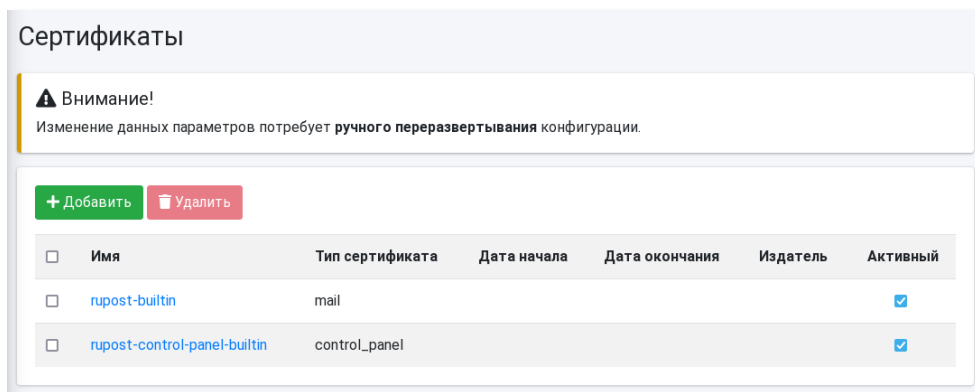 Сертификаты
Внимание!
Изменение данных параметров потребует ручного переразвертывания конфигурации.
Добавить Удалить
Имя Тип сертификата Дата начала Дата окончания Издатель Активный
rupost-builtin mail
rupost-control-panel-builtin control_panel